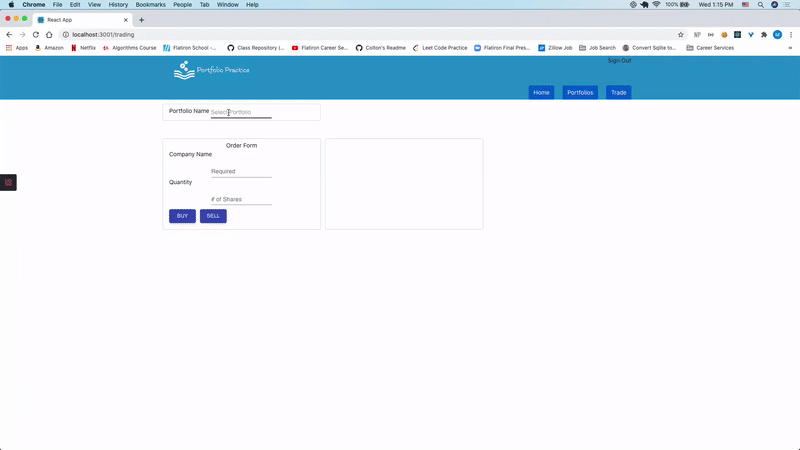 Chrome File Edit View History Bookmarks People Tab Window Help 100% Wed 1:15 PM
React App
localhost:3001/trading
Apps Amazon Netflix Algorithms Course Flatiron School -... Class Repository (... Flatiron Career Se... Colton's Readme Leet Code Practice Flatiron Final Pres... Zillow Job Job Search Convert Sqlite to... Career Services
Sign Out
Portfolio Practice
Home Portfolios Trade
Portfolio Name Select Portfolio
Order Form
Company Name
Required
Quantity
# of Shares
BUY SELL